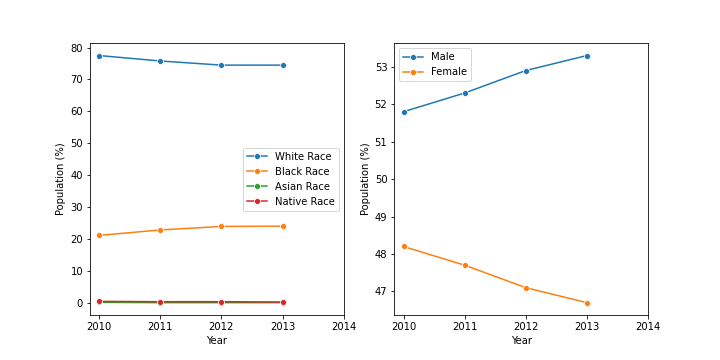 80
70
60
50
40
30
20
10
0
Population (%)
2010 2011 2012 2013 2014
Year
White Race
Black Race
Asian Race
Native Race
53
52
51
50
49
48
47
Population (%)
2010 2011 2012 2013 2014
Year
Male
Female